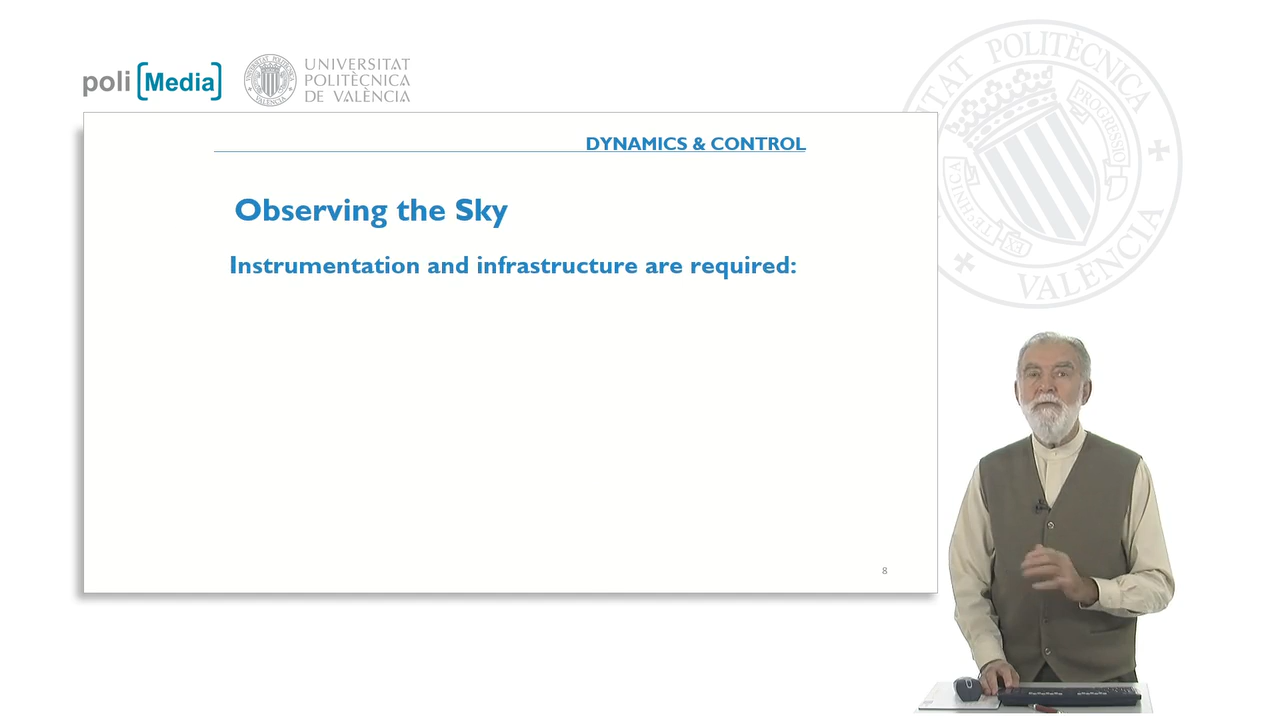 poli [Media]
UNIVERSITAT
POLITÈCNICA
DE VALÈNCIA
DYNAMICS & CONTROL
Observing the Sky
Instrumentation and infrastructure are required:
8
POLITÈCNICA
VALÈNCIA
PROGRESSIO